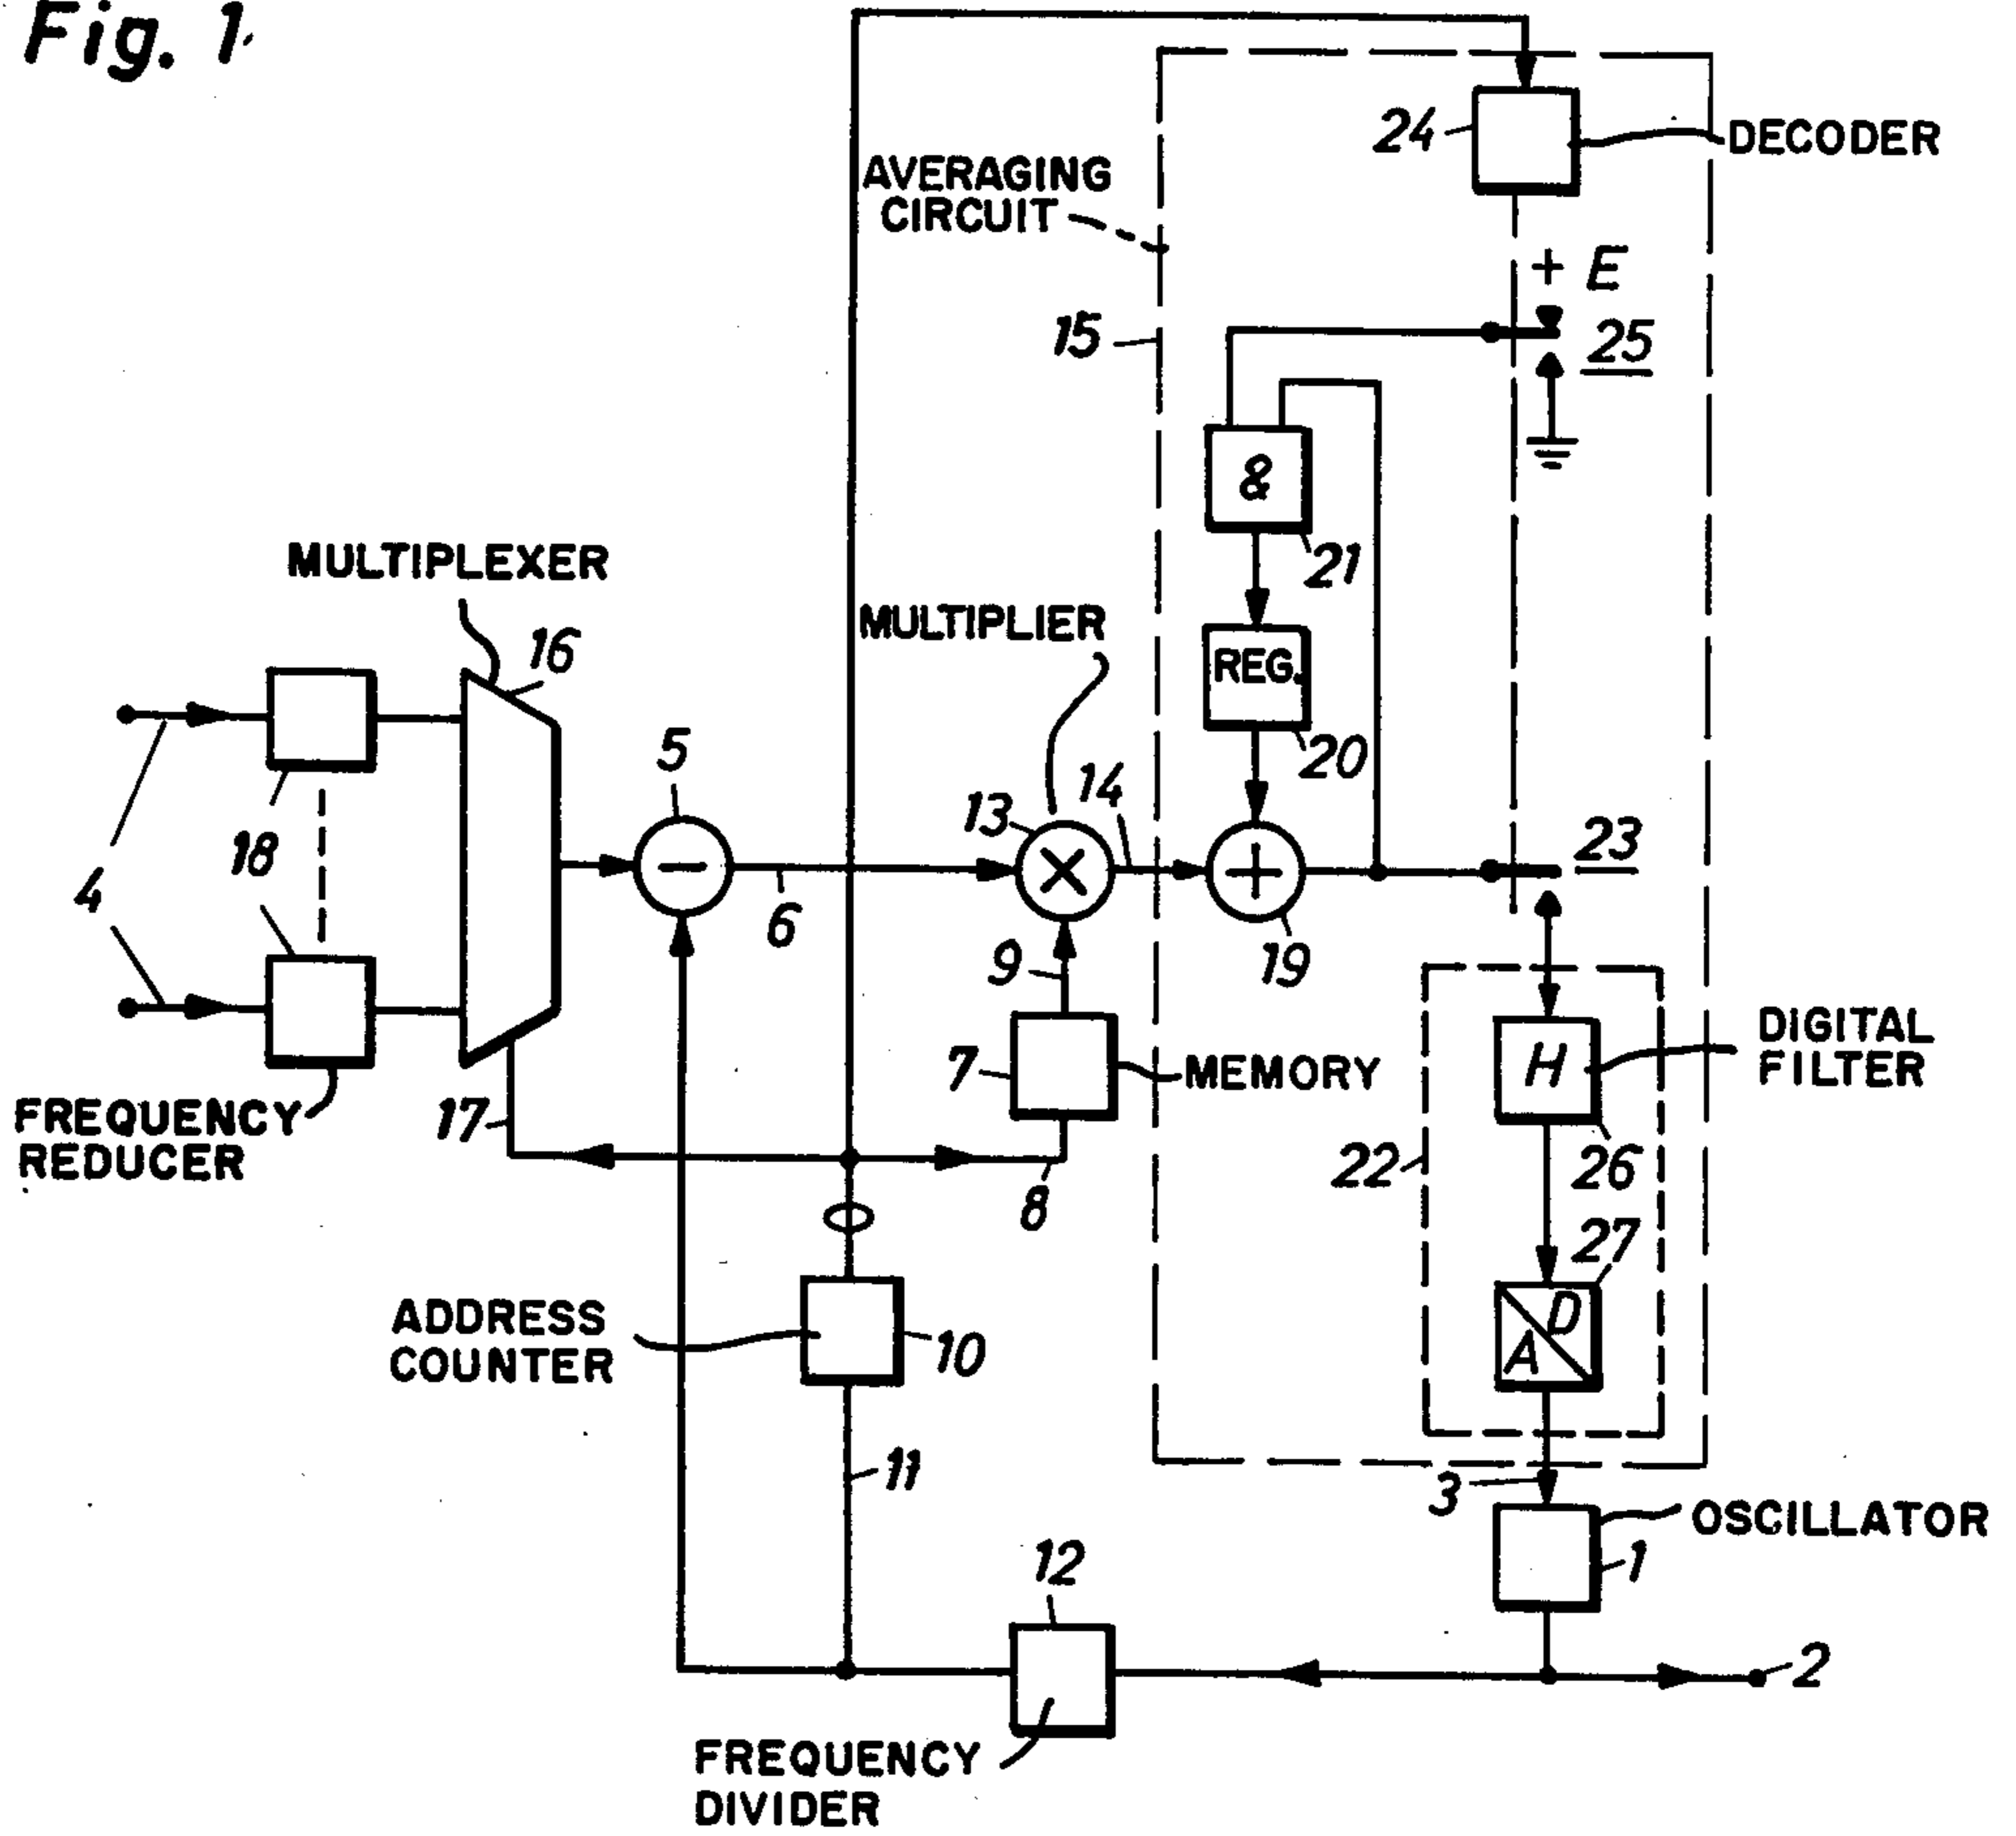 Fig. 1
24
DECODER
AVERAGING
CIRCUIT
+ E
15
25
&
21
MULTIPLEXER
16
MULTIPLIER
REG.
20
5
13
14
23
18
4
−
×
+
6
19
9
DIGITAL
FILTER
7
MEMORY
H
FREQUENCY
REDUCER
17
22
26
8
27
ADDRESS
COUNTER
10
D
A
11
3
OSCILLATOR
12
1
2
FREQUENCY
DIVIDER